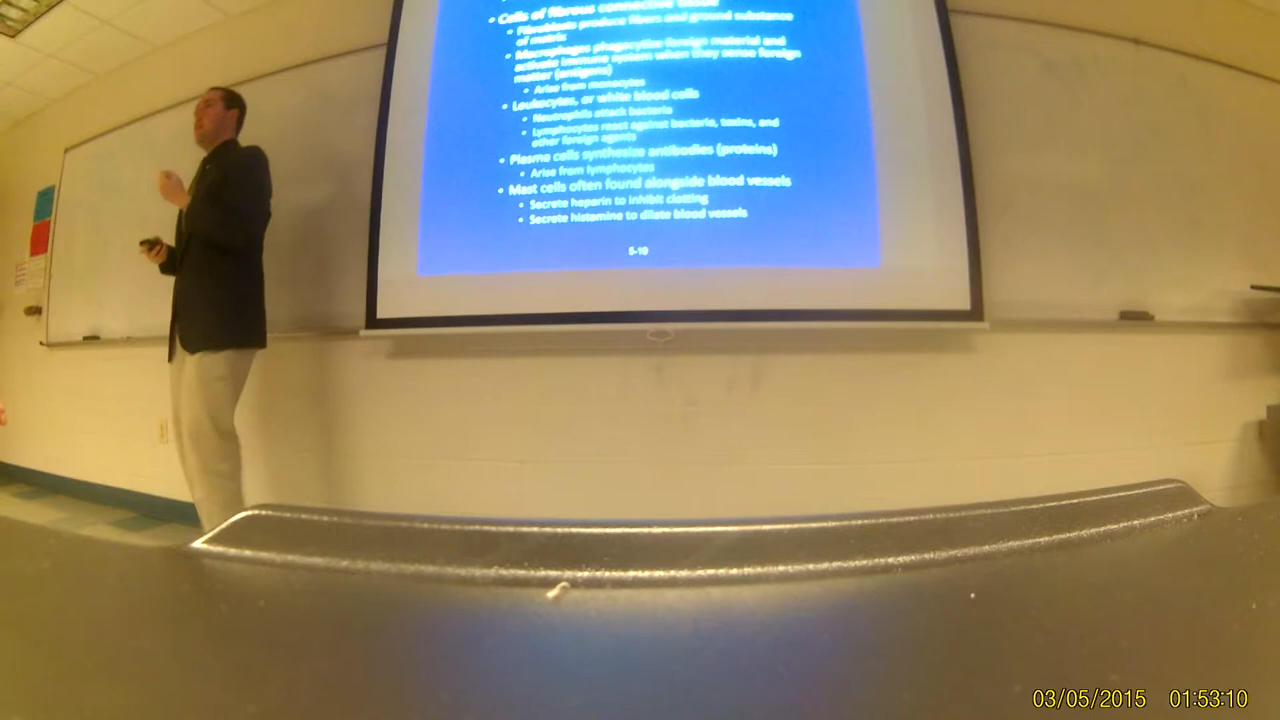 • Cells of fibrous connective tissue
• Fibroblasts produce fibers and ground substance
of matrix
• Macrophages phagocytize foreign material and
activate immune system when they sense foreign
matter (antigens)
• Arise from monocytes
• Leukocytes, or white blood cells
• Neutrophils attack bacteria
• Lymphocytes react against bacteria, toxins, and
other foreign agents
• Plasma cells synthesize antibodies (proteins)
• Arise from lymphocytes
• Mast cells often found alongside blood vessels
• Secrete heparin to inhibit clotting
• Secrete histamine to dilate blood vessels
5-10
03/05/2015 01:53:10